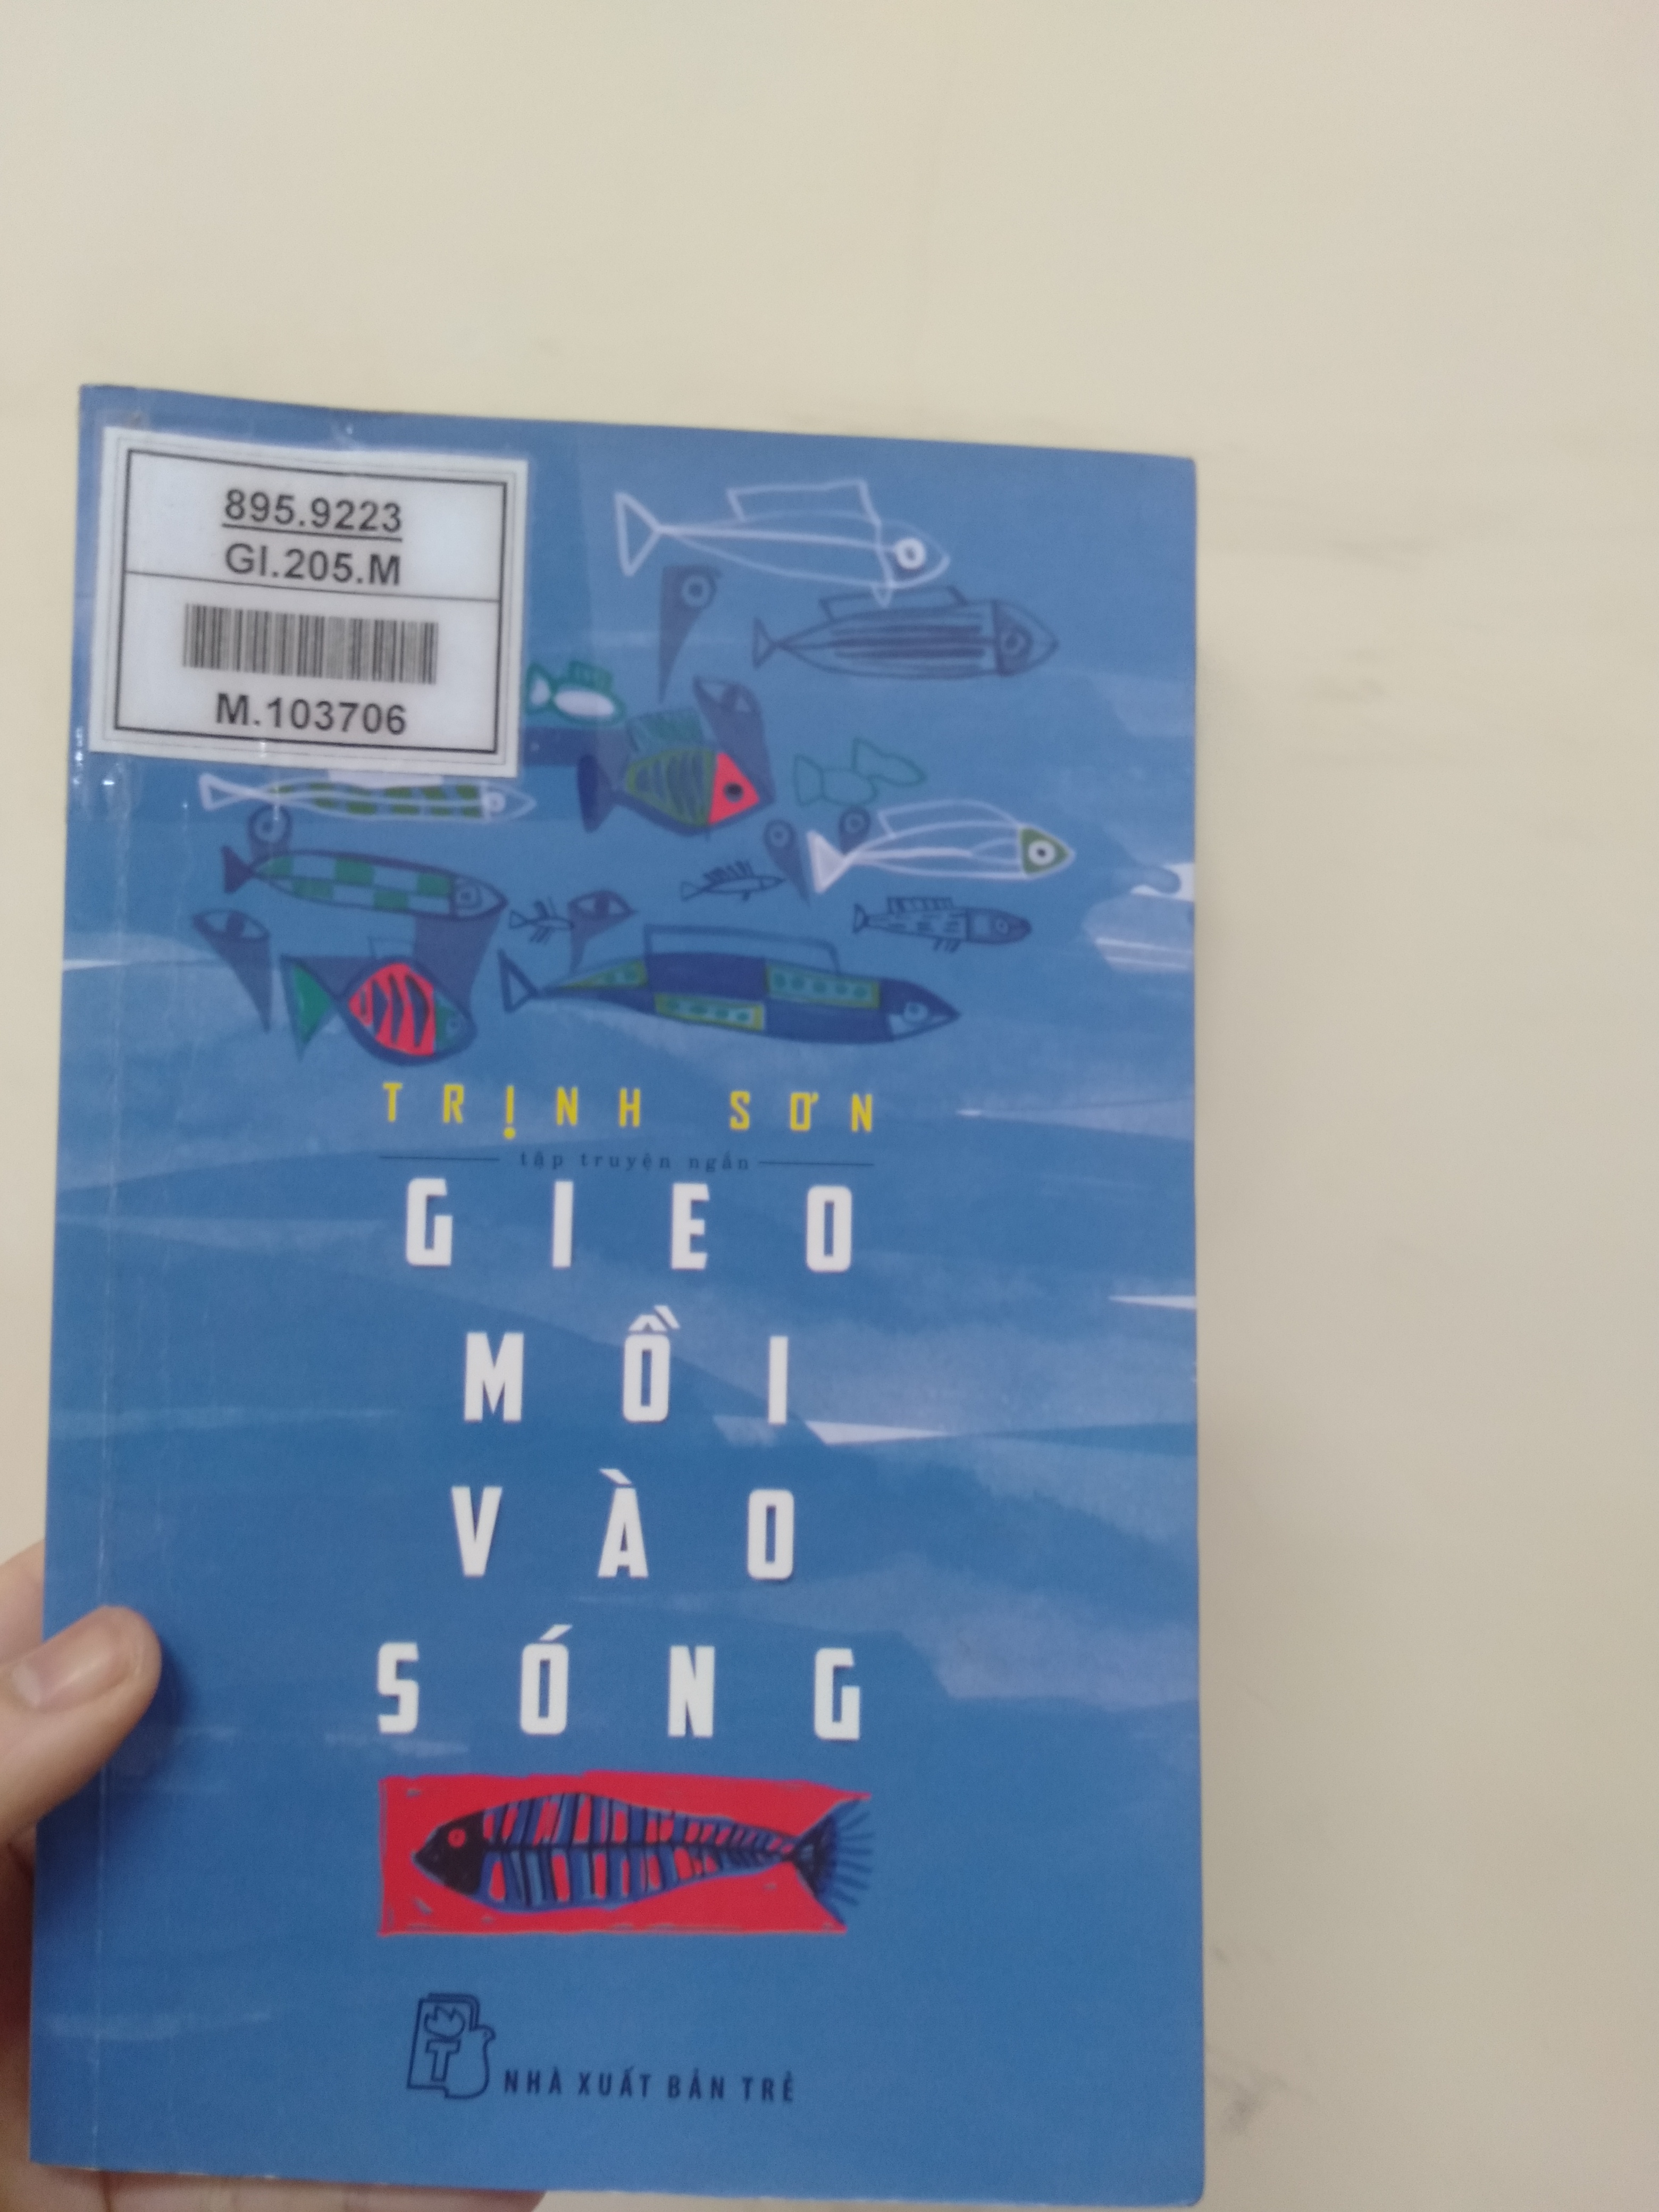 895.9223
GI.205.M
M.103706
TRỊNH SƠN
tập truyện ngắn
GIEO
MỒI
VÀO
SÓNG
T
NHÀ XUẤT BẢN TRẺ